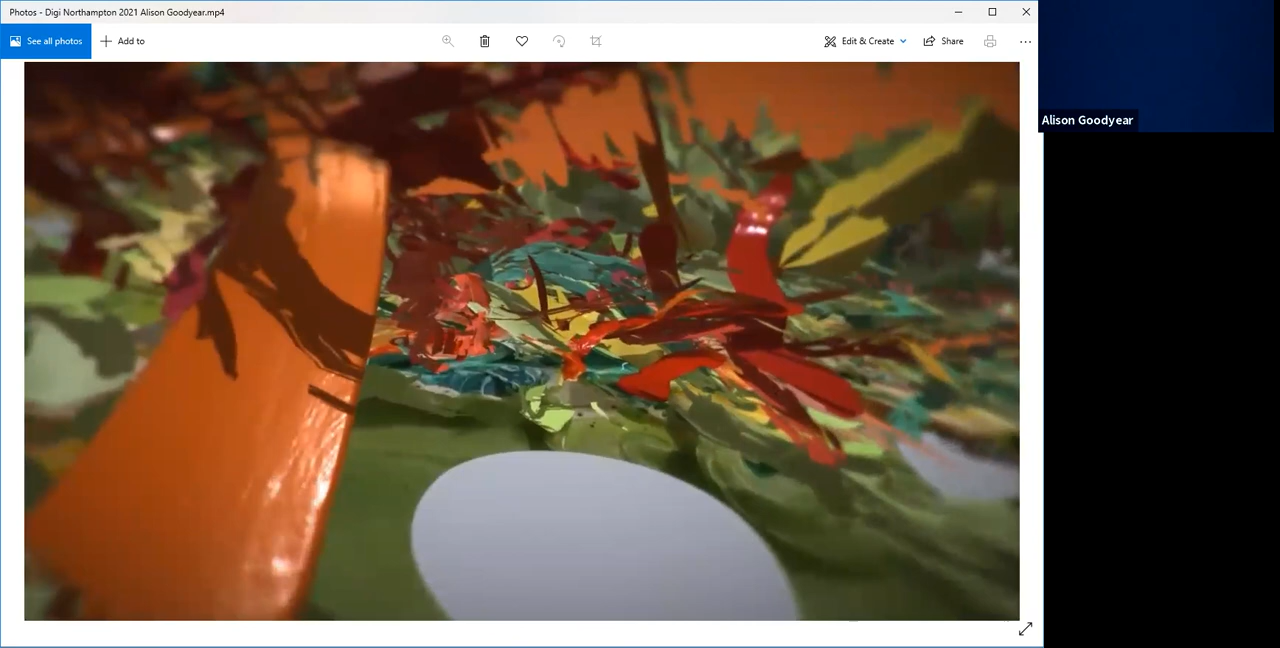 Photos - Digi Northampton 2021 Alison Goodyear.mp4
See all photos
Add to
Edit & Create
Share
Alison Goodyear